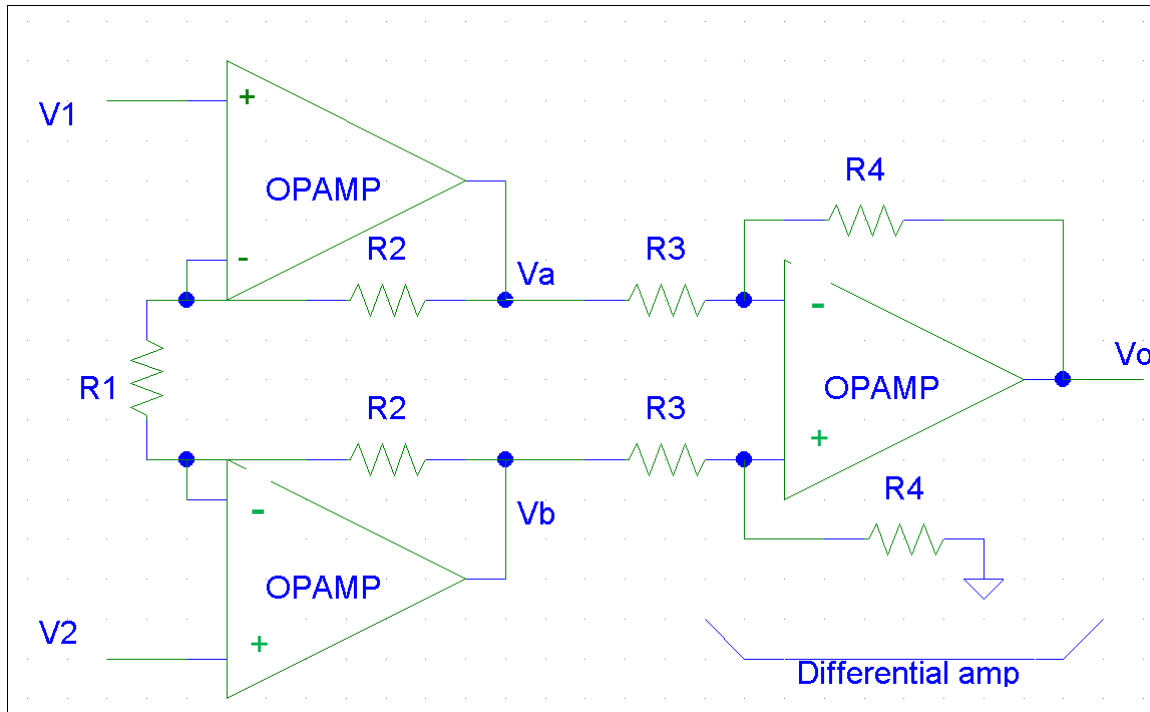 V1
+
OPAMP
-
R2
Va
R3
R4
-
OPAMP
+
Vo
R1
R2
R3
R4
Vb
-
OPAMP
+
V2
Differential amp